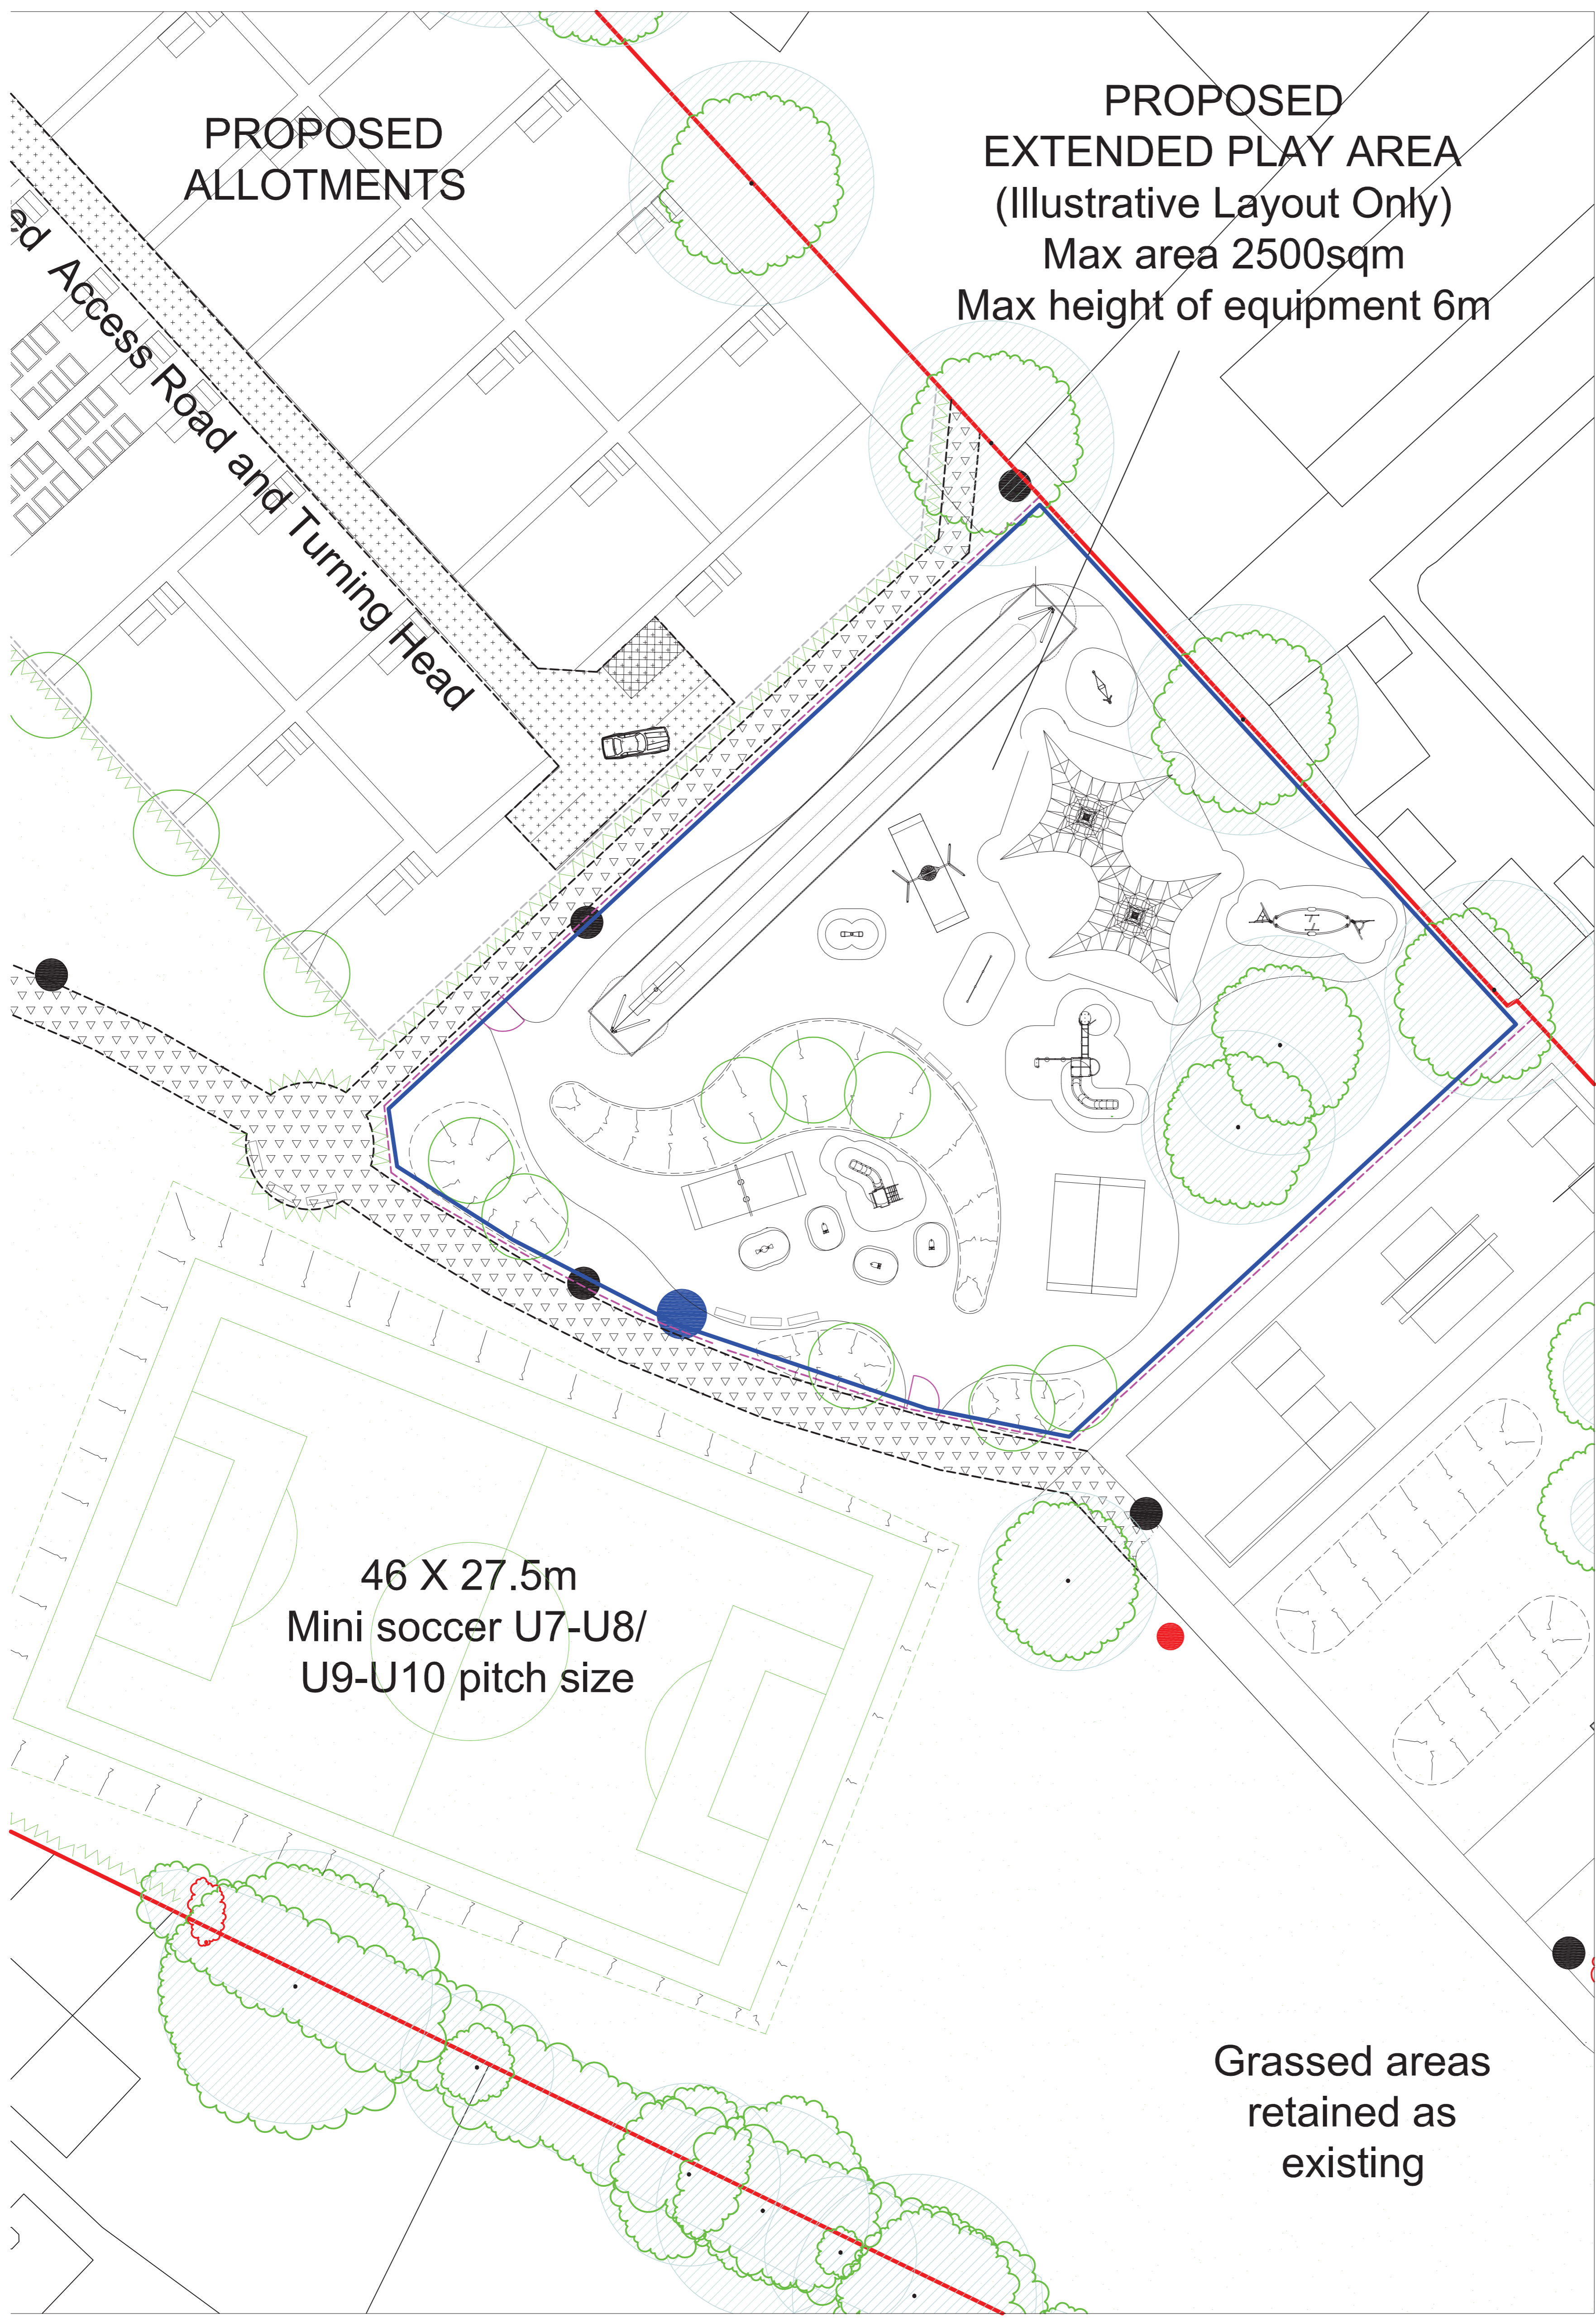 PROPOSED
ALLOTMENTS
PROPOSED
EXTENDED PLAY AREA
(Illustrative Layout Only)
Max area 2500sqm
Max height of equipment 6m
ed Access Road and Turning Head
46 X 27.5m
Mini soccer U7-U8/
U9-U10 pitch size
Grassed areas
retained as
existing